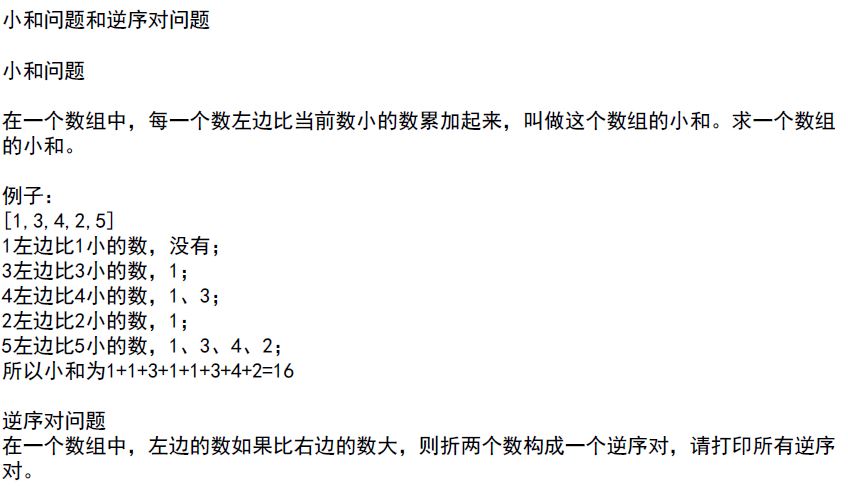 小和问题和逆序对问题
小和问题
在一个数组中，每一个数左边比当前数小的数累加起来，叫做这个数组的小和。求一个数组
的小和。
例子：
[1,3,4,2,5]
1左边比1小的数，没有；
3左边比3小的数，1；
4左边比4小的数，1、3；
2左边比2小的数，1；
5左边比5小的数，1、3、4、2；
所以小和为1+1+3+1+1+3+4+2=16
逆序对问题
在一个数组中，左边的数如果比右边的数大，则折两个数构成一个逆序对，请打印所有逆序
对。